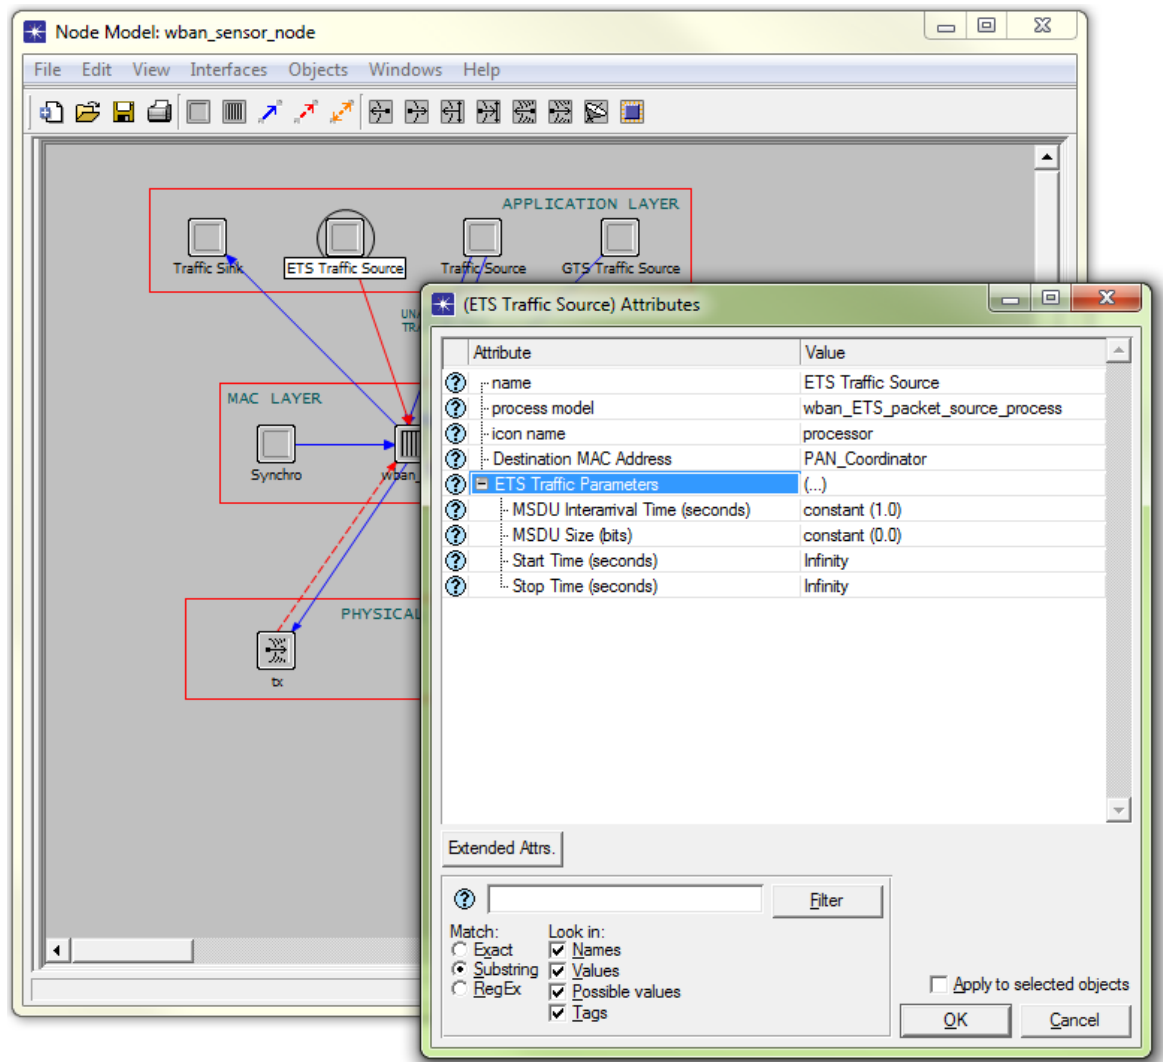 Node Model: wban_sensor_node
File Edit View Interfaces Objects Windows Help
APPLICATION LAYER
Traffic Sink ETS Traffic Source Traffic Source GTS Traffic Source
MAC LAYER
Synchro
PHYSICAL
tx
(ETS Traffic Source) Attributes
Attribute Value
name ETS Traffic Source
process model wban_ETS_packet_source_process
icon name processor
Destination MAC Address PAN_Coordinator
ETS Traffic Parameters (...)
MSDU Interarrival Time (seconds) constant (1.0)
MSDU Size (bits) constant (0.0)
Start Time (seconds) Infinity
Stop Time (seconds) Infinity
Extended Attrs.
Filter
Match: Look in:
Exact Names
Substring Values
RegEx Possible values
Tags
Apply to selected objects
OK Cancel